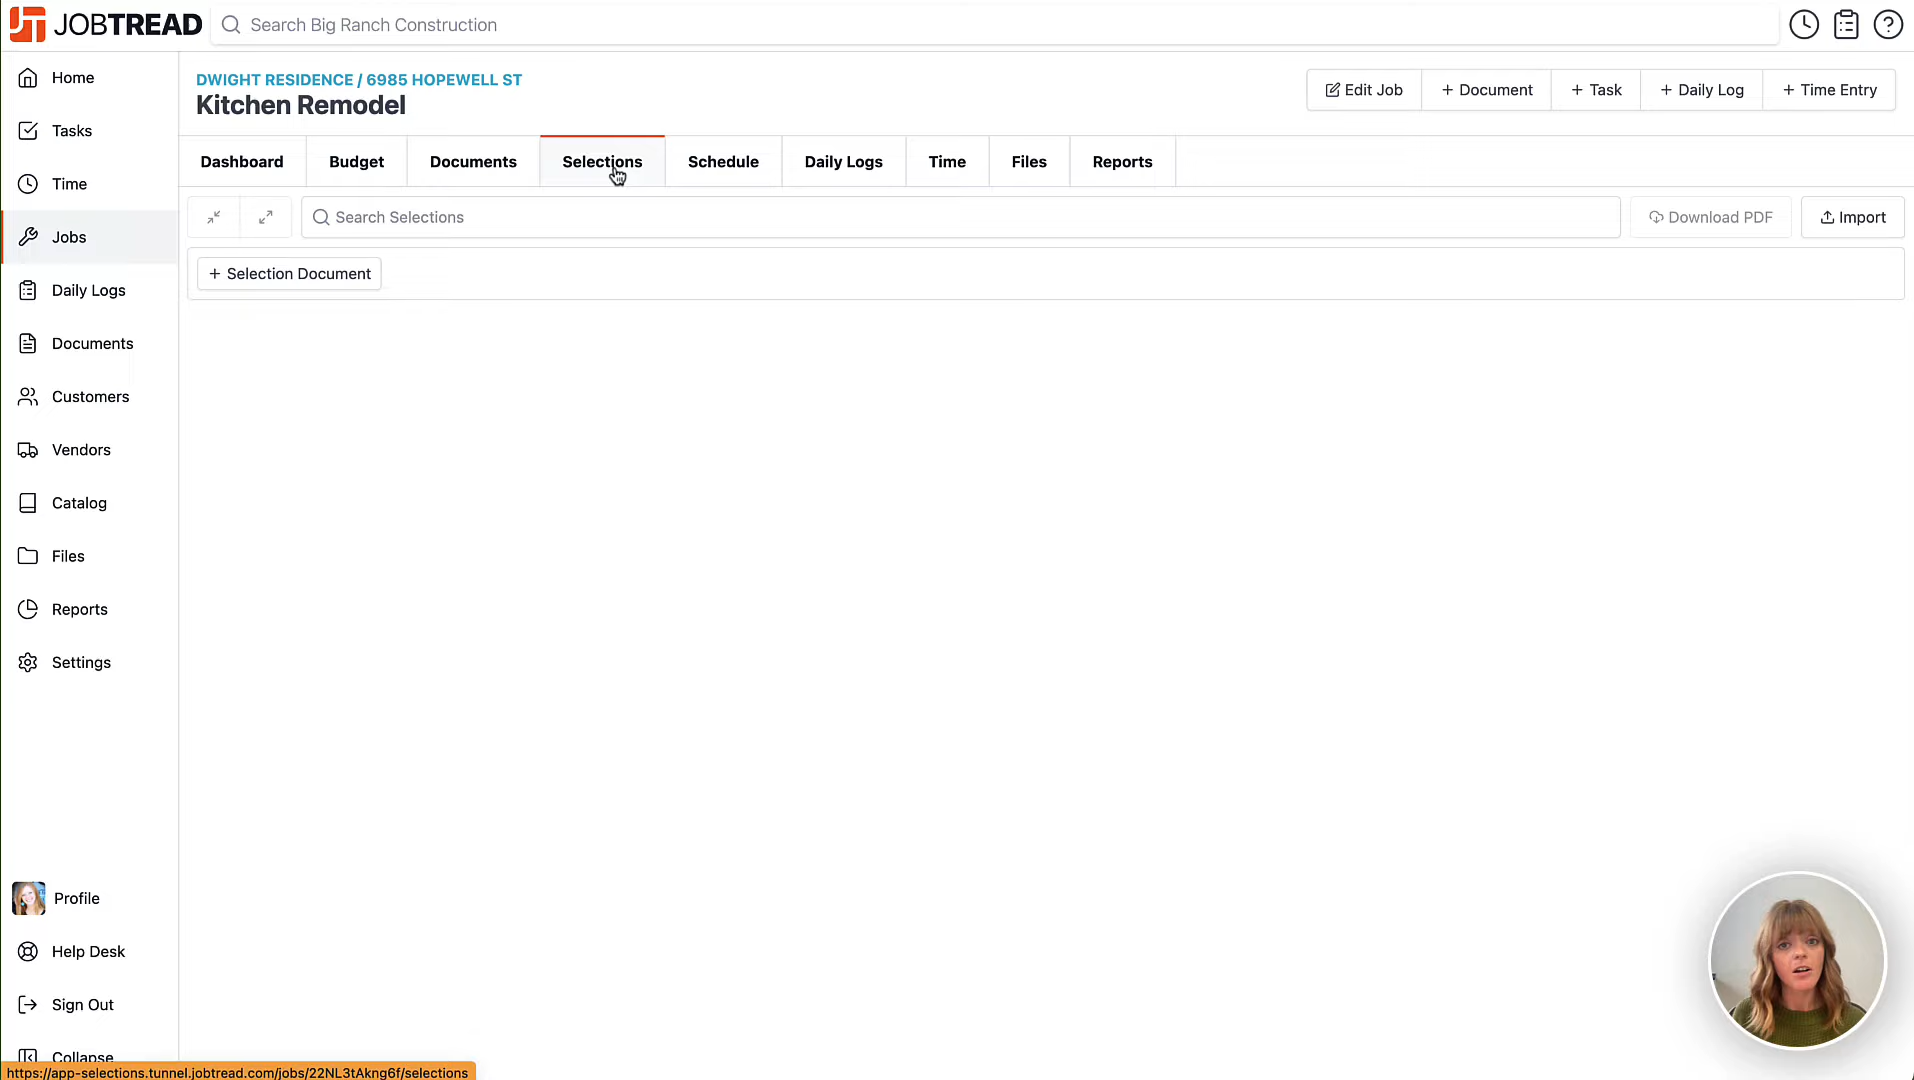 JOBTREAD
Search Big Ranch Construction
Home
Tasks
Time
Jobs
Daily Logs
Documents
Customers
Vendors
Catalog
Files
Reports
Settings
Profile
Help Desk
Sign Out
Collapse
DWIGHT RESIDENCE / 6985 HOPEWELL ST
Kitchen Remodel
Edit Job
+ Document
+ Task
+ Daily Log
+ Time Entry
Dashboard
Budget
Documents
Selections
Schedule
Daily Logs
Time
Files
Reports
Search Selections
Download PDF
Import
+ Selection Document
https://app-selections.tunnel.jobtread.com/jobs/22NL3tAkng6f/selections